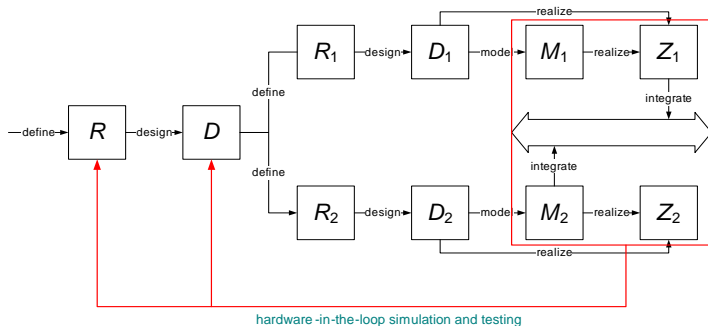 realize
R1 design D1 model M1 realize Z1
define
integrate
define R design D
define
integrate
R2 design D2 model M2 realize Z2
realize
hardware-in-the-loop simulation and testing